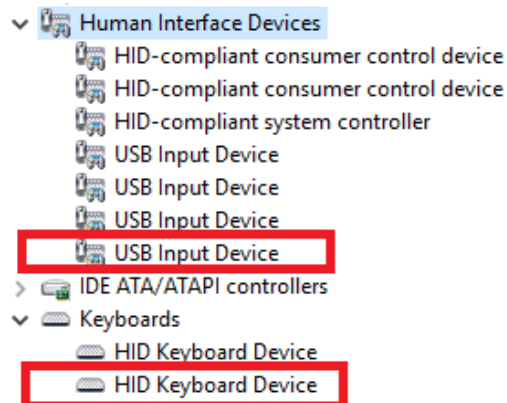 Human Interface Devices
HID-compliant consumer control device
HID-compliant consumer control device
HID-compliant system controller
USB Input Device
USB Input Device
USB Input Device
USB Input Device
IDE ATA/ATAPI controllers
Keyboards
HID Keyboard Device
HID Keyboard Device